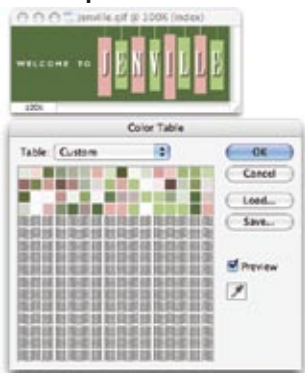 jenville.gif @ 100% (Index)
WELCOME TO JENVILLE
100%
Color Table
Table: Custom
OK
Cancel
Load...
Save...
Preview